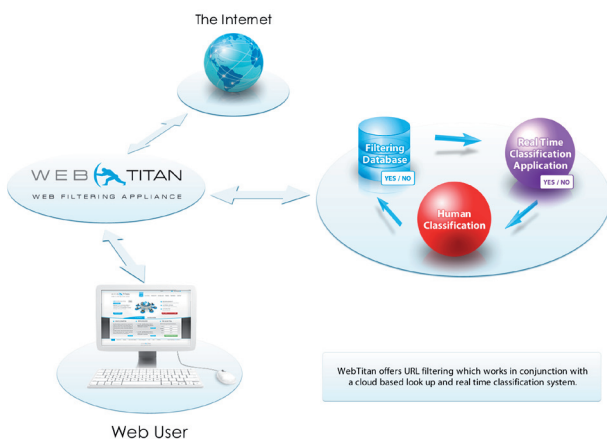 The Internet
WEB TITAN
WEB FILTERING APPLIANCE
Filtering
Database
YES / NO
Real Time
Classification
Application
YES / NO
Human
Classification
Web User
WebTitan offers URL filtering which works in conjunction with
a cloud based look up and real time classification system.